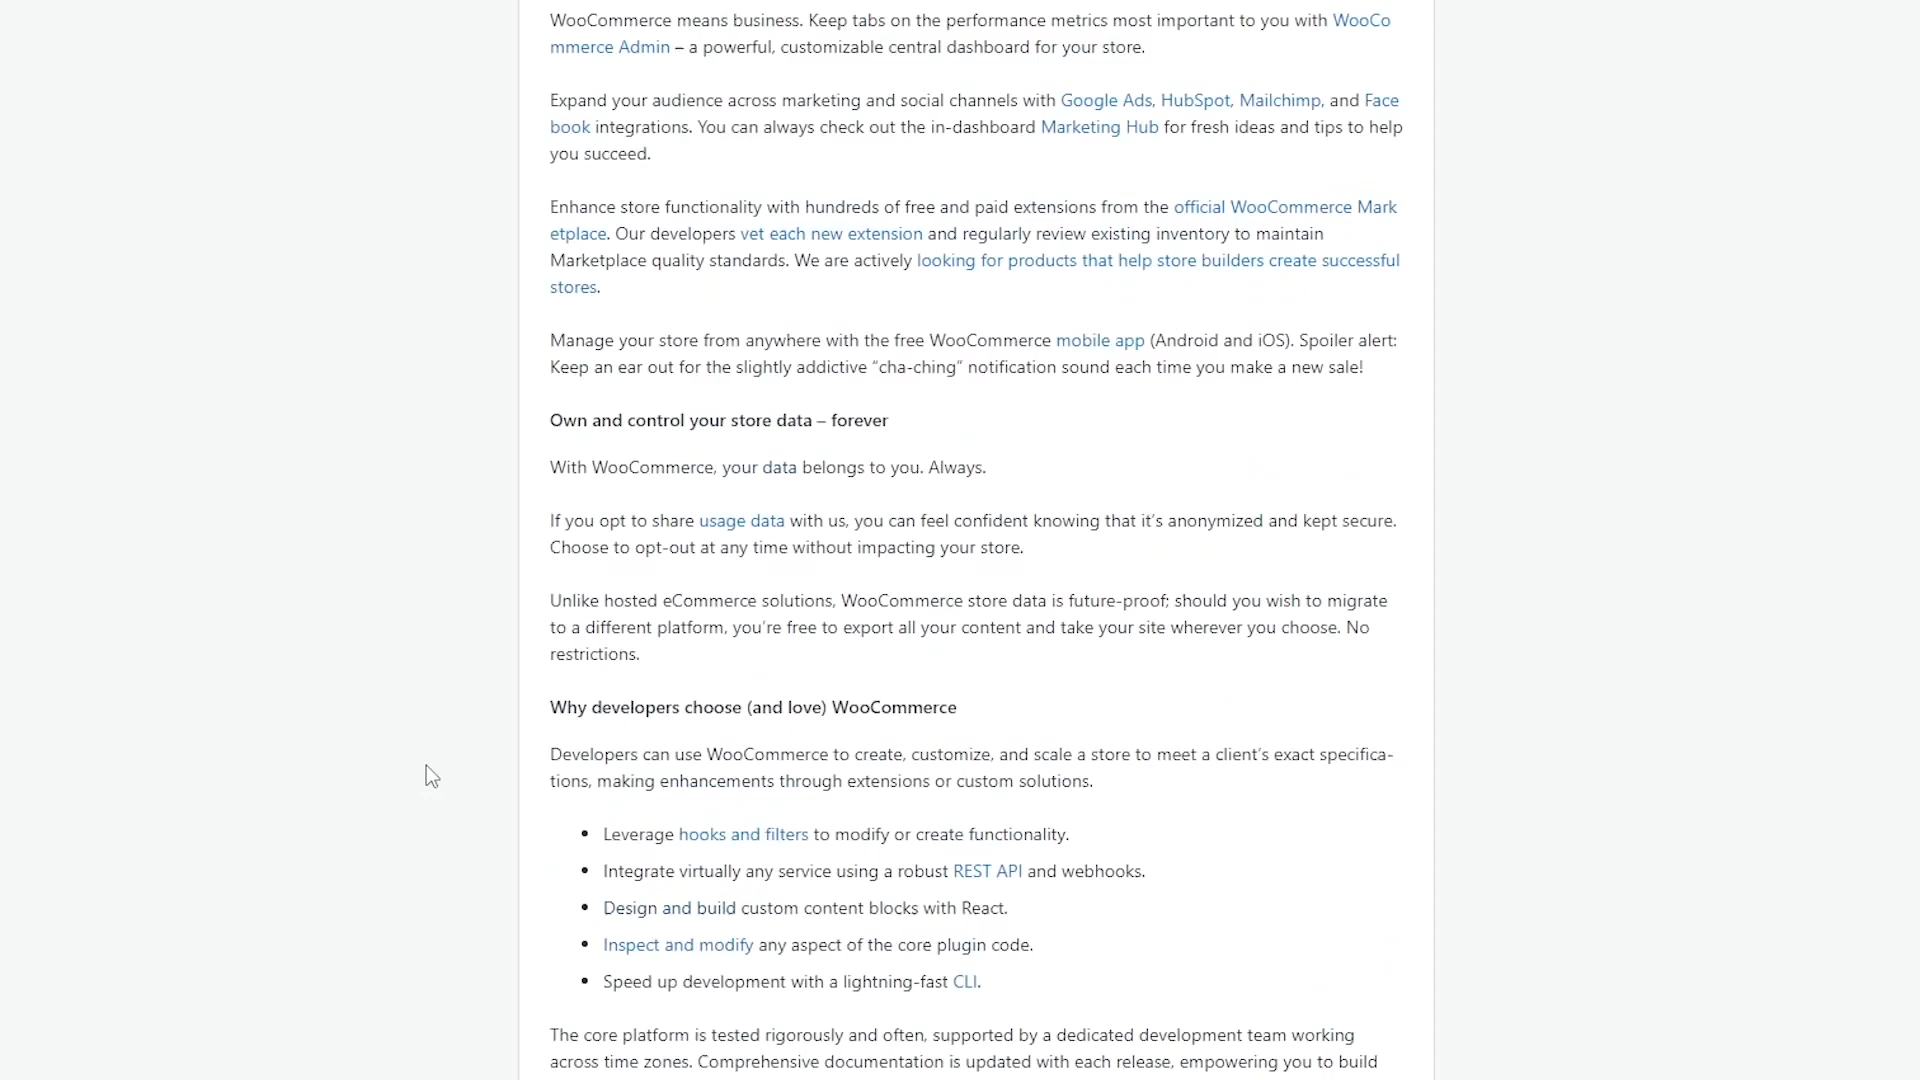 WooCommerce means business. Keep tabs on the performance metrics most important to you with WooCo
mmerce Admin – a powerful, customizable central dashboard for your store.
Expand your audience across marketing and social channels with Google Ads, HubSpot, Mailchimp, and Face
book integrations. You can always check out the in-dashboard Marketing Hub for fresh ideas and tips to help
you succeed.
Enhance store functionality with hundreds of free and paid extensions from the official WooCommerce Mark
etplace. Our developers vet each new extension and regularly review existing inventory to maintain
Marketplace quality standards. We are actively looking for products that help store builders create successful
stores.
Manage your store from anywhere with the free WooCommerce mobile app (Android and iOS). Spoiler alert:
Keep an ear out for the slightly addictive “cha-ching” notification sound each time you make a new sale!
Own and control your store data – forever
With WooCommerce, your data belongs to you. Always.
If you opt to share usage data with us, you can feel confident knowing that it’s anonymized and kept secure.
Choose to opt-out at any time without impacting your store.
Unlike hosted eCommerce solutions, WooCommerce store data is future-proof; should you wish to migrate
to a different platform, you’re free to export all your content and take your site wherever you choose. No
restrictions.
Why developers choose (and love) WooCommerce
Developers can use WooCommerce to create, customize, and scale a store to meet a client’s exact specifica-
tions, making enhancements through extensions or custom solutions.
• Leverage hooks and filters to modify or create functionality.
• Integrate virtually any service using a robust REST API and webhooks.
• Design and build custom content blocks with React.
• Inspect and modify any aspect of the core plugin code.
• Speed up development with a lightning-fast CLI.
The core platform is tested rigorously and often, supported by a dedicated development team working
across time zones. Comprehensive documentation is updated with each release, empowering you to build